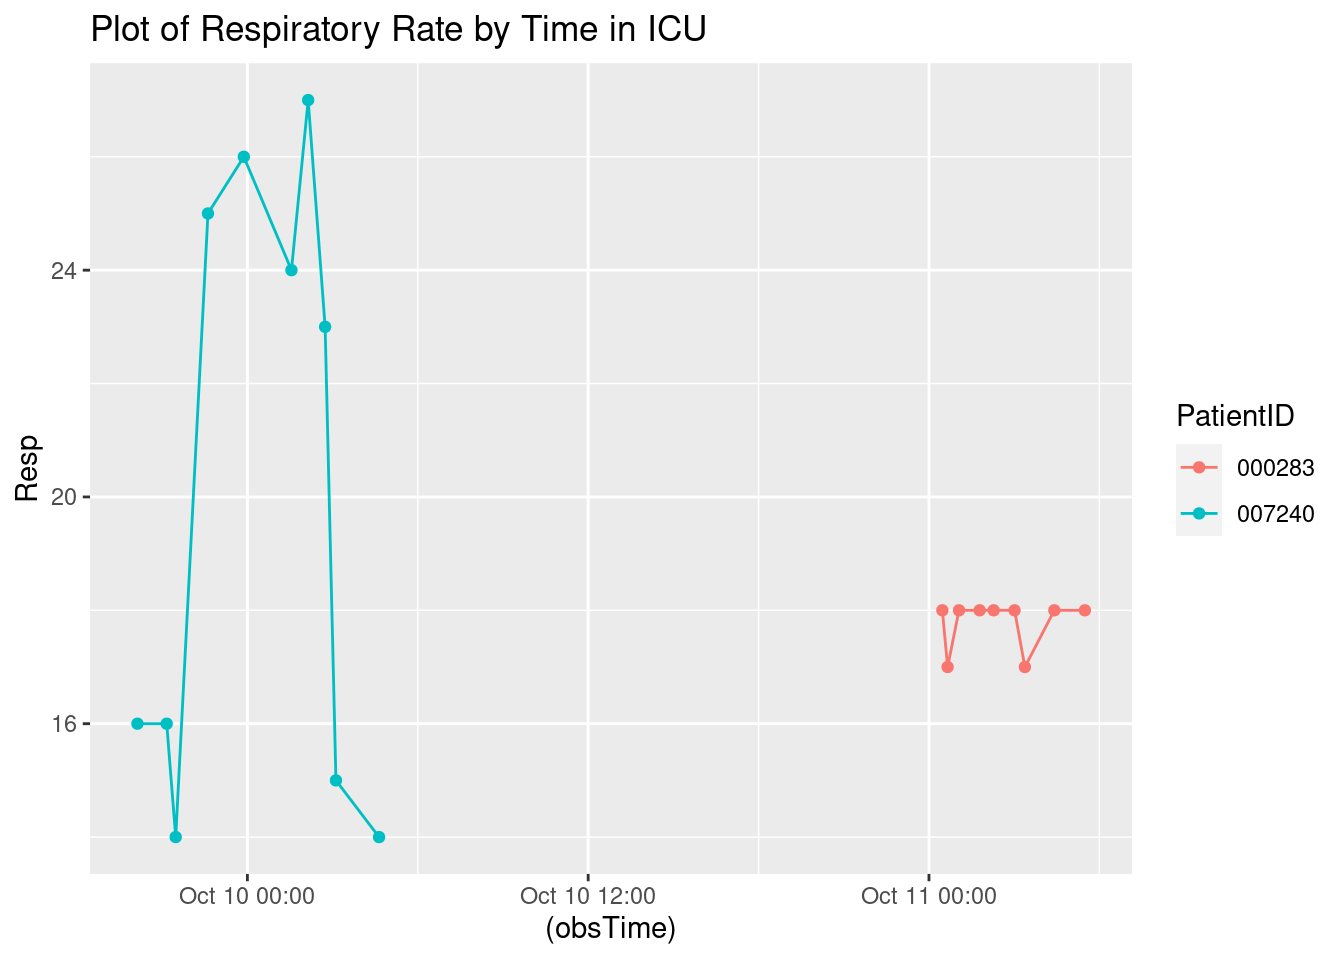 Plot of Respiratory Rate by Time in ICU
24
20
16
Resp
Oct 10 00:00
Oct 10 12:00
Oct 11 00:00
(obsTime)
PatientID
000283
007240